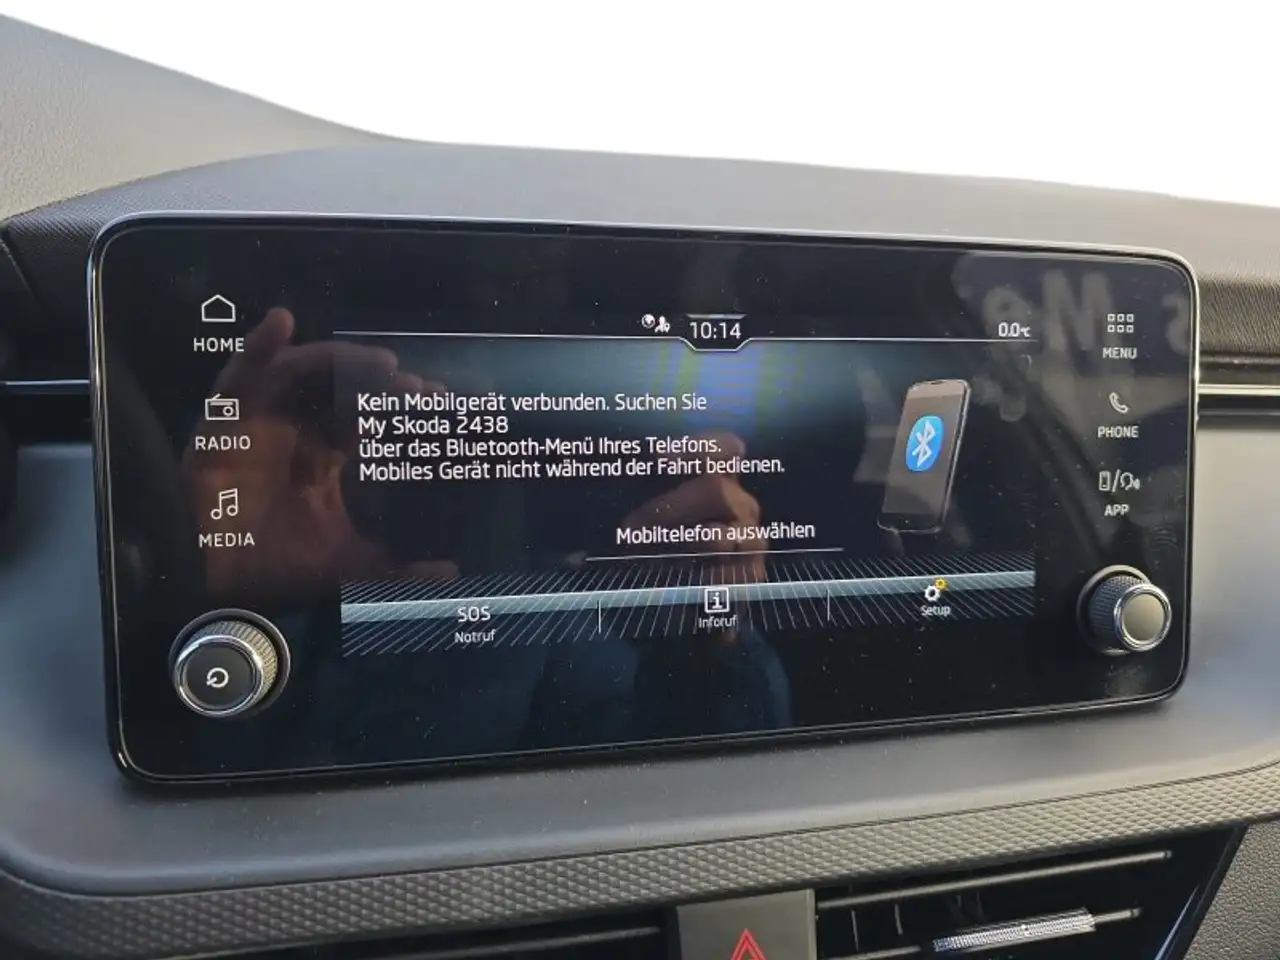 HOME
RADIO
MEDIA
10:14
0.0°C
Kein Mobilgerät verbunden. Suchen Sie
My Skoda 2438
über das Bluetooth-Menü Ihres Telefons.
Mobiles Gerät nicht während der Fahrt bedienen.
Mobiltelefon auswählen
SOS
Notruf
i
Inforuf
Setup
MENU
PHONE
APP